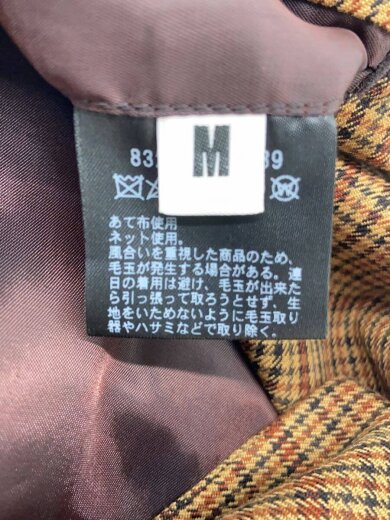 M
83
39
あて布使用
ネット使用。
風合いを重視した商品のため、
毛玉が発生する場合がある。連
日の着用は避け、毛玉が出来た
ら引っ張って取ろうとせず、生
地をいためないように毛玉取り
器やハサミなどで取り除く。